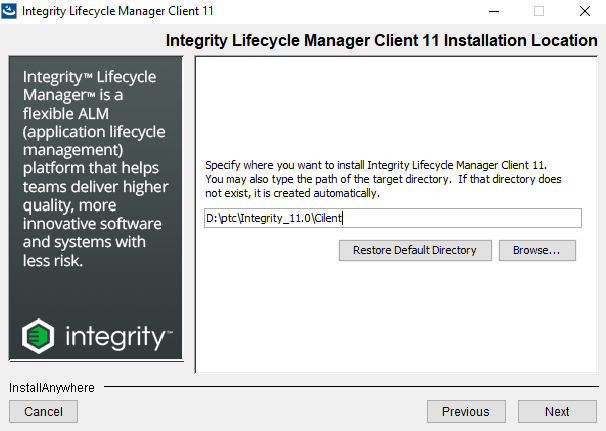 Integrity Lifecycle Manager Client 11
Integrity Lifecycle Manager Client 11 Installation Location
Integrity™ Lifecycle
Manager™ is a
flexible ALM
(application lifecycle
management)
platform that helps
teams deliver higher
quality, more
innovative software
and systems with
less risk.
integrity™
Specify where you want to install Integrity Lifecycle Manager Client 11.
You may also type the path of the target directory. If that directory does
not exist, it is created automatically.
D:\ptc\Integrity_11.0\Cilent
Restore Default Directory
Browse...
InstallAnywhere
Cancel
Previous
Next